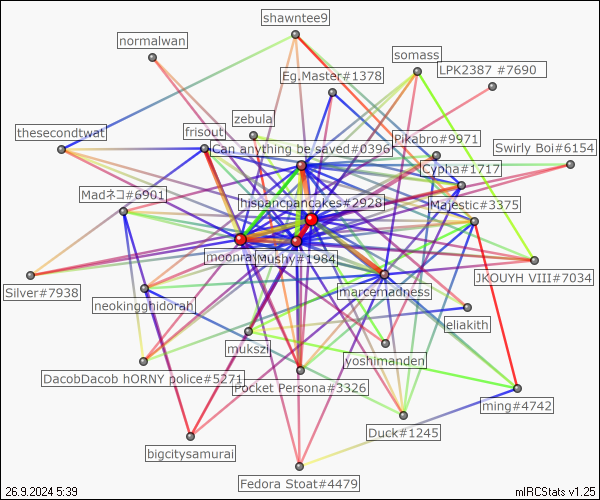 shawntee9
normalwan
somass
LPK2387 #7690
Eg.Master#1378
zebula
thesecondtwat
frisout
Pikabro#9971
Can anything be saved#0396
Swirly Boi#6154
Cypha#1717
Madネコ#6901
hispancpancakes#2928
Majestic#3375
Mushy#1984
JKOUYH VIII#7034
Silver#7938
marcemadness
neokingghidorah
eliakith
mukszi
yoshimanden
DacobDacob hORNY police#5271
Pocket Persona#3326
ming#4742
Duck#1245
bigcitysamurai
Fedora Stoat#4479
26.9.2024 5:39
mIRCStats v1.25